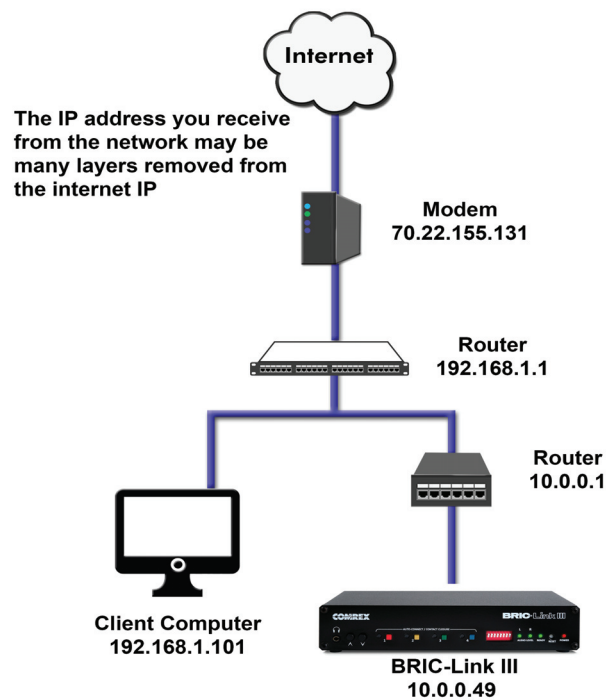 Internet
The IP address you receive
from the network may be
many layers removed from
the internet IP
Modem
70.22.155.131
Router
192.168.1.1
Router
10.0.0.1
Client Computer
192.168.1.101
COMREX
BRIC-Link III
BRIC-Link III
10.0.0.49